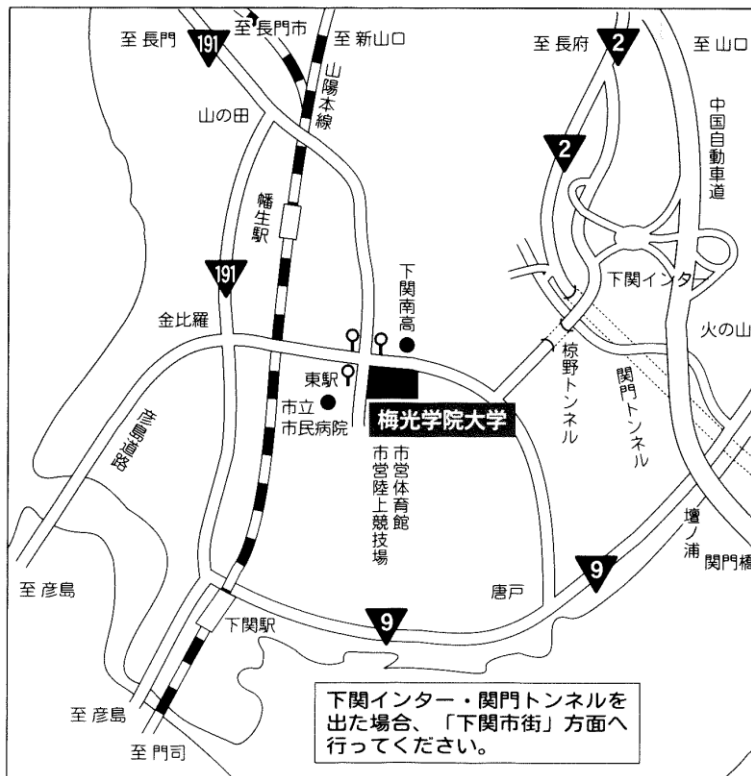 至 長門
191
至 長門市
至 新山口
至 長府
2
至 山口
山の田
山陽本線
2
中国自動車道
幡生駅
191
下関南高
下関インター
金比羅
火の山
東駅
市立
市民病院
梅光学院大学
椋野トンネル
関門トンネル
彦島道路
市営体育館
市営陸上競技場
壇ノ浦
関門橋
至 彦島
唐戸
9
9
下関駅
至 彦島
至 門司
下関インター・関門トンネルを
出た場合、「下関市街」方面へ
行ってください。